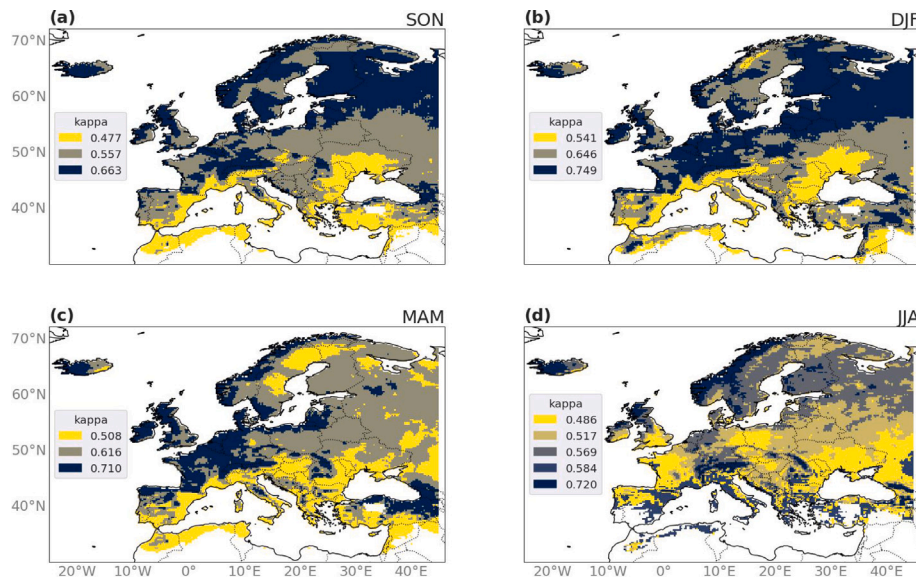 (a) SON
(b) DJF
70°N
60°N
50°N
40°N
kappa
0.477
0.557
0.663
kappa
0.541
0.646
0.749
(c) MAM
(d) JJA
70°N
60°N
50°N
40°N
kappa
0.508
0.616
0.710
kappa
0.486
0.517
0.569
0.584
0.720
20°W 10°W 0°E 10°E 20°E 30°E 40°E
20°W 10°W 0°E 10°E 20°E 30°E 40°E